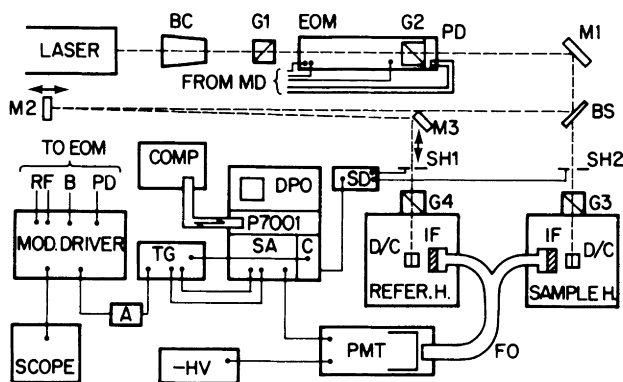 LASER
BC
G1
EOM
G2
PD
M1
FROM MD
M2
M3
BS
TO EOM
RF B PD
COMP
DPO
SD
SH1
SH2
P7001
G4
G3
MOD. DRIVER
TG
SA
C
D/C
IF
REFER. H.
IF
D/C
SAMPLE H.
A
SCOPE
-HV
PMT
FO